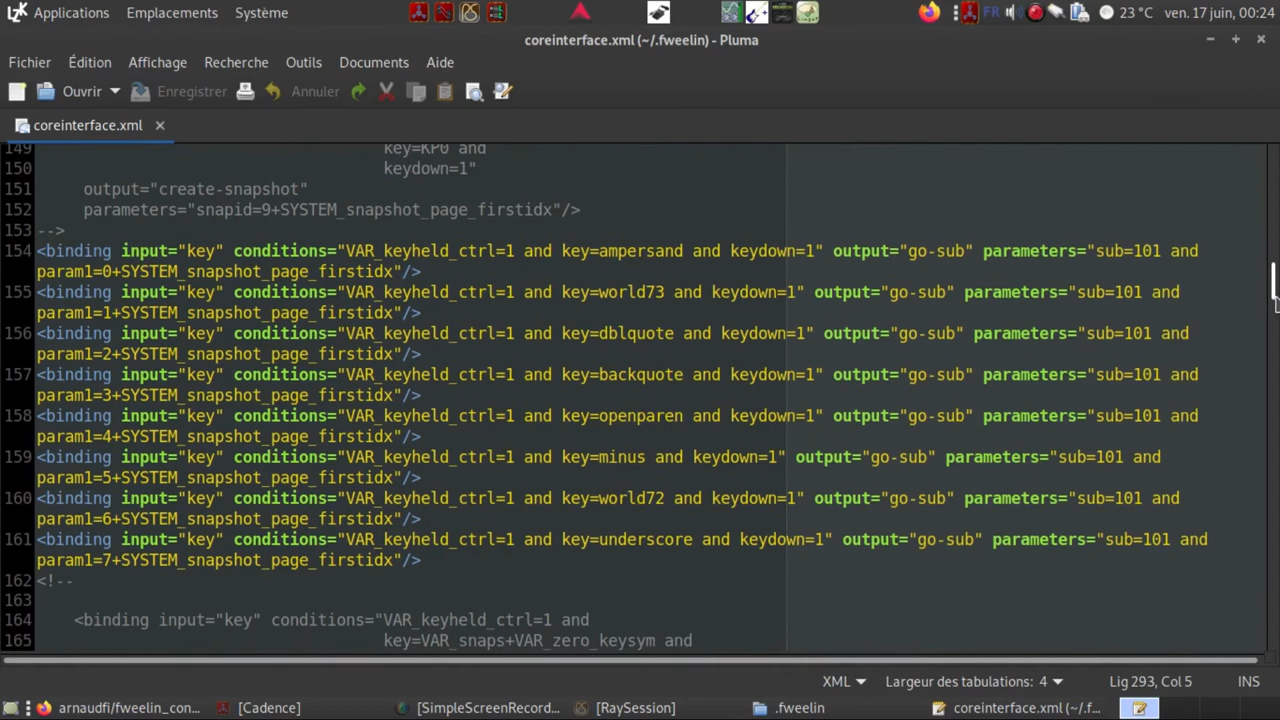 Applications Emplacements Système FR 23 °C ven. 17 juin, 00:24
coreinterface.xml (~/.fweelin) - Pluma
Fichier Édition Affichage Recherche Outils Documents Aide
Ouvrir Enregistrer Annuler
coreinterface.xml
149 key=KP0 and
150 keydown=1"
151 output="create-snapshot"
152 parameters="snapid=9+SYSTEM_snapshot_page_firstidx"/>
153 -->
154 <binding input="key" conditions="VAR_keyheld_ctrl=1 and key=ampersand and keydown=1" output="go-sub" parameters="sub=101 and
param1=0+SYSTEM_snapshot_page_firstidx"/>
155 <binding input="key" conditions="VAR_keyheld_ctrl=1 and key=world73 and keydown=1" output="go-sub" parameters="sub=101 and
param1=1+SYSTEM_snapshot_page_firstidx"/>
156 <binding input="key" conditions="VAR_keyheld_ctrl=1 and key=dblquote and keydown=1" output="go-sub" parameters="sub=101 and
param1=2+SYSTEM_snapshot_page_firstidx"/>
157 <binding input="key" conditions="VAR_keyheld_ctrl=1 and key=backquote and keydown=1" output="go-sub" parameters="sub=101 and
param1=3+SYSTEM_snapshot_page_firstidx"/>
158 <binding input="key" conditions="VAR_keyheld_ctrl=1 and key=openparen and keydown=1" output="go-sub" parameters="sub=101 and
param1=4+SYSTEM_snapshot_page_firstidx"/>
159 <binding input="key" conditions="VAR_keyheld_ctrl=1 and key=minus and keydown=1" output="go-sub" parameters="sub=101 and
param1=5+SYSTEM_snapshot_page_firstidx"/>
160 <binding input="key" conditions="VAR_keyheld_ctrl=1 and key=world72 and keydown=1" output="go-sub" parameters="sub=101 and
param1=6+SYSTEM_snapshot_page_firstidx"/>
161 <binding input="key" conditions="VAR_keyheld_ctrl=1 and key=underscore and keydown=1" output="go-sub" parameters="sub=101 and
param1=7+SYSTEM_snapshot_page_firstidx"/>
162 <!--
163
164 <binding input="key" conditions="VAR_keyheld_ctrl=1 and
165 key=VAR_snaps+VAR_zero_keysym and
XML Largeur des tabulations: 4 Lig 293, Col 5 INS
arnaudfi/fweelin_con... [Cadence] [SimpleScreenRecord... [RaySession] .fweelin coreinterface.xml (~/.f...